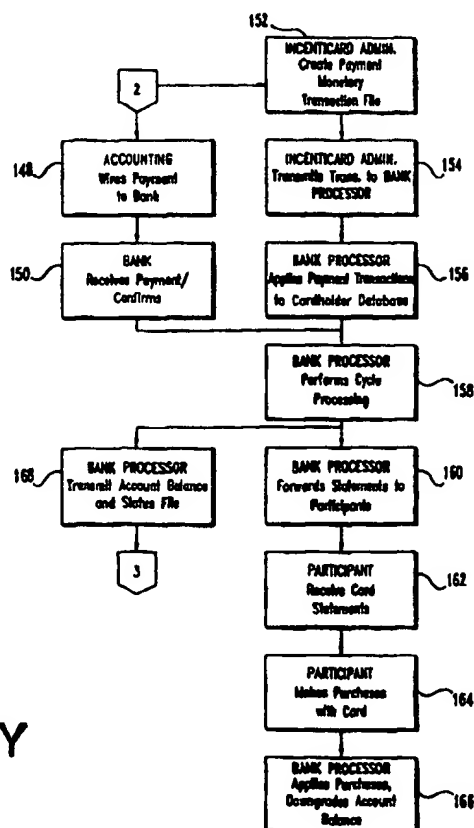 152
INCENTICARD ADMIN.
Create Payment
Monetary
Transaction File
2
148
ACCOUNTING
Wires Payment
to Bank
INCENTICARD ADMIN.
Transmits Trans. to BANK
PROCESSOR
154
150
BANK
Receives Payment/
Confirms
BANK PROCESSOR
Applies Payment Transactions
to Cardholder Database
156
BANK PROCESSOR
Performs Cycle
Processing
158
168
BANK PROCESSOR
Transmit Account Balance
and States File
BANK PROCESSOR
Forwards Statements to
Participants
160
3
PARTICIPANT
Receive Card
Statements
162
PARTICIPANT
Makes Purchases
with Card
164
Y
BANK PROCESSOR
Applies Purchases,
Downgrades Account
Balance
166